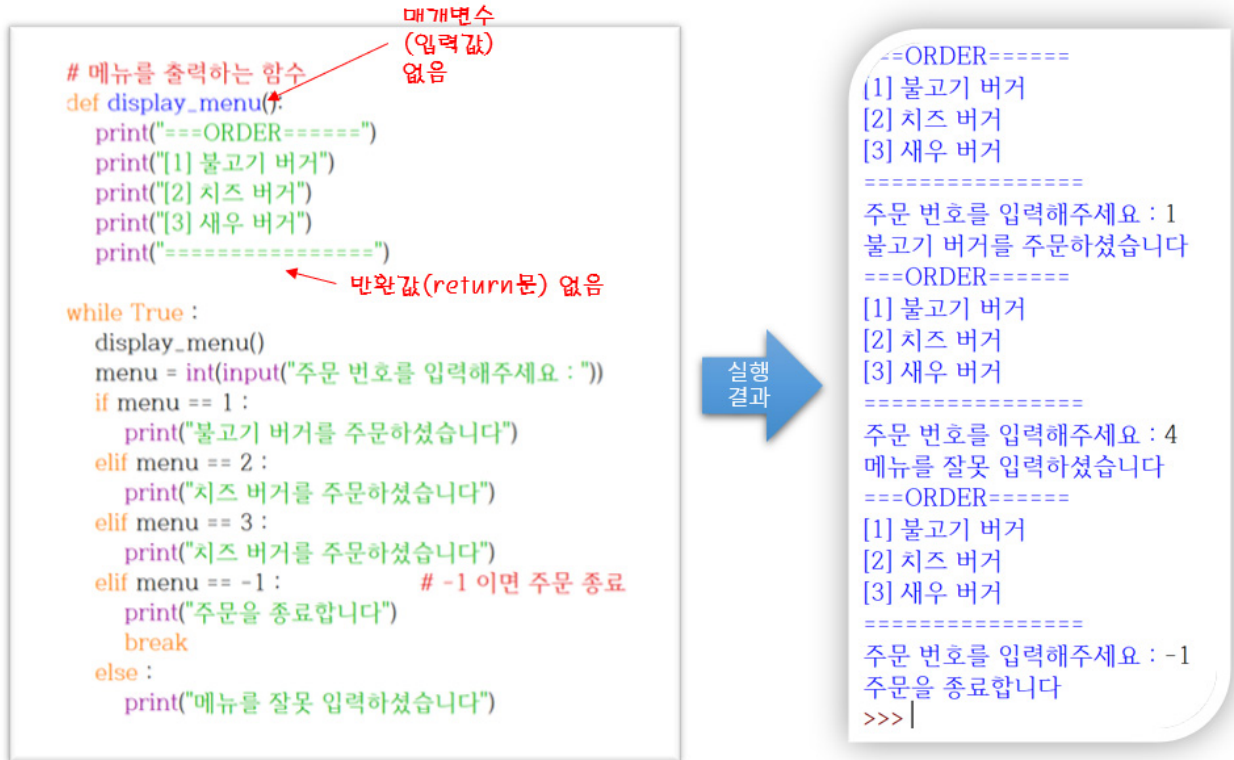 매개변수
(입력값)
없음
# 메뉴를 출력하는 함수
def display_menu():
print("===ORDER======")
print("[1] 불고기 버거")
print("[2] 치즈 버거")
print("[3] 새우 버거")
print("================")
반환값(return문) 없음
while True :
display_menu()
menu = int(input("주문 번호를 입력해주세요 : "))
if menu == 1 :
print("불고기 버거를 주문하셨습니다")
elif menu == 2 :
print("치즈 버거를 주문하셨습니다")
elif menu == 3 :
print("치즈 버거를 주문하셨습니다")
elif menu == -1 : # -1 이면 주문 종료
print("주문을 종료합니다")
break
else :
print("메뉴를 잘못 입력하셨습니다")
실행
결과
==ORDER======
[1] 불고기 버거
[2] 치즈 버거
[3] 새우 버거
================
주문 번호를 입력해주세요 : 1
불고기 버거를 주문하셨습니다
===ORDER======
[1] 불고기 버거
[2] 치즈 버거
[3] 새우 버거
================
주문 번호를 입력해주세요 : 4
메뉴를 잘못 입력하셨습니다
===ORDER======
[1] 불고기 버거
[2] 치즈 버거
[3] 새우 버거
================
주문 번호를 입력해주세요 : -1
주문을 종료합니다
>>>